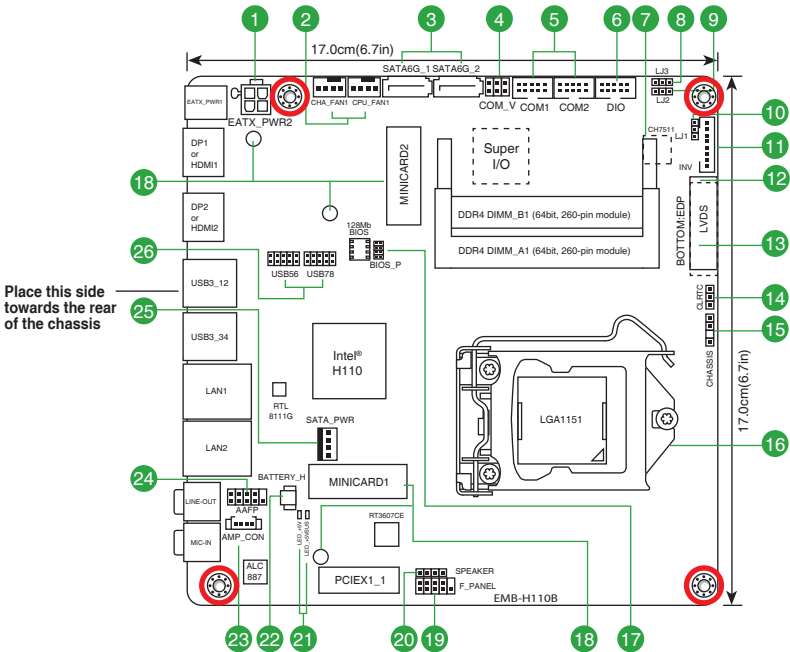 1
2
3
4
5
6
7
8
9
17.0cm(6.7in)
SATA6G_1 SATA6G_2
LJ3
LJ2
EATX_PWR1
EATX_PWR2
CHA_FAN1 CPU_FAN1
COM_V COM1 COM2 DIO
10
CH7511
LJ1
11
INV
DP1
or
HDMI1
Super
I/O
12
18
MINICARD2
DP2
or
HDMI2
DDR4 DIMM_B1 (64bit, 260-pin module)
LVDS
BOTTOM:EDP
13
128Mb
BIOS
BIOS_P
DDR4 DIMM_A1 (64bit, 260-pin module)
26
USB56 USB78
Place this side
towards the rear
of the chassis
USB3_12
CLRTC
14
25
15
USB3_34
CHASSIS
Intel®
H110
17.0cm(6.7in)
LAN1
RTL
8111G
LGA1151
SATA_PWR
LAN2
16
24
BATTERY_H
MINICARD1
LINE-OUT
AAFP
LED_+5V
LED_+5VBUS
RT3607CE
AMP_CON
MIC-IN
ALC
887
PCIEX1_1
SPEAKER
F_PANEL
EMB-H110B
23
22
21
20
19
18
17